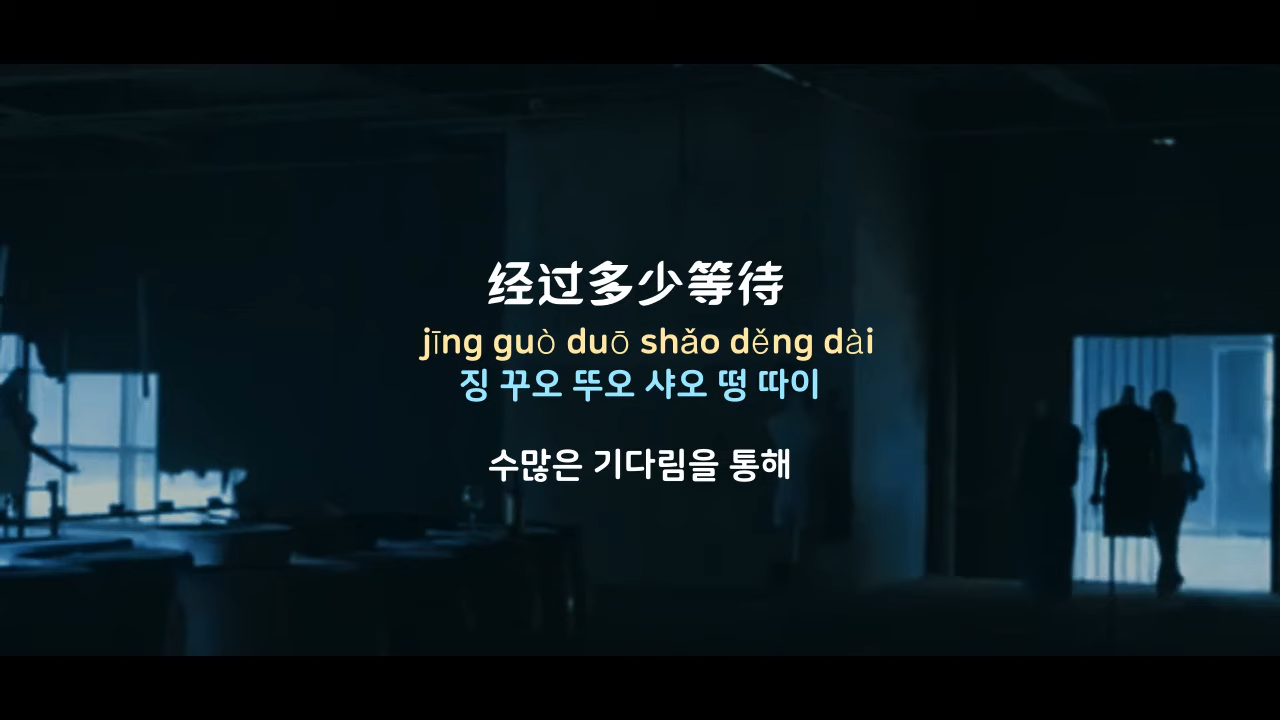 经过多少等待
jīng guò duō shǎo děng dài
징 꾸오 뚜오 샤오 떵 따이
수많은 기다림을 통해